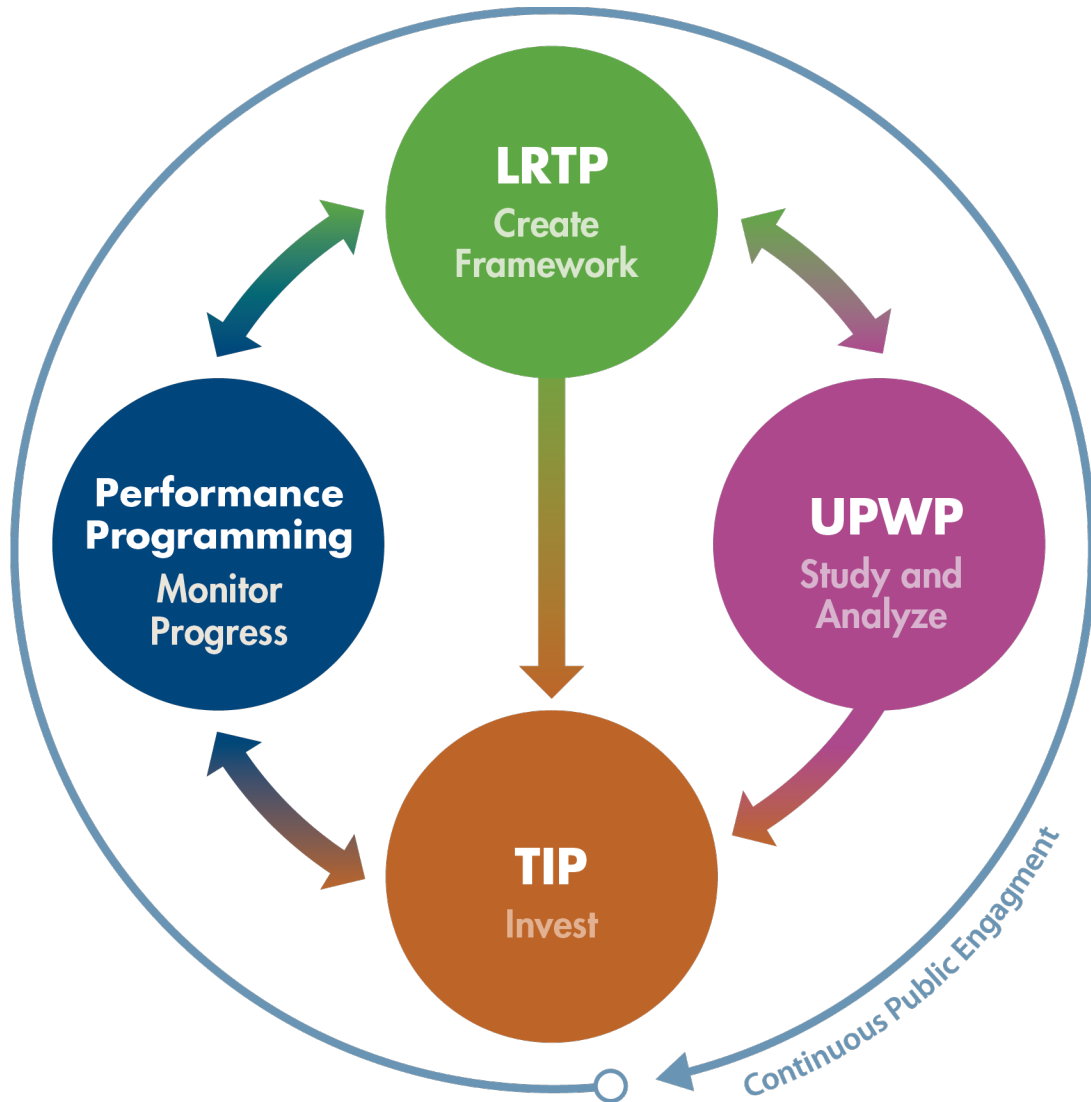 LRTP
Create
Framework
Performance
Programming
Monitor
Progress
UPWP
Study and
Analyze
TIP
Invest
Continuous Public Engagment